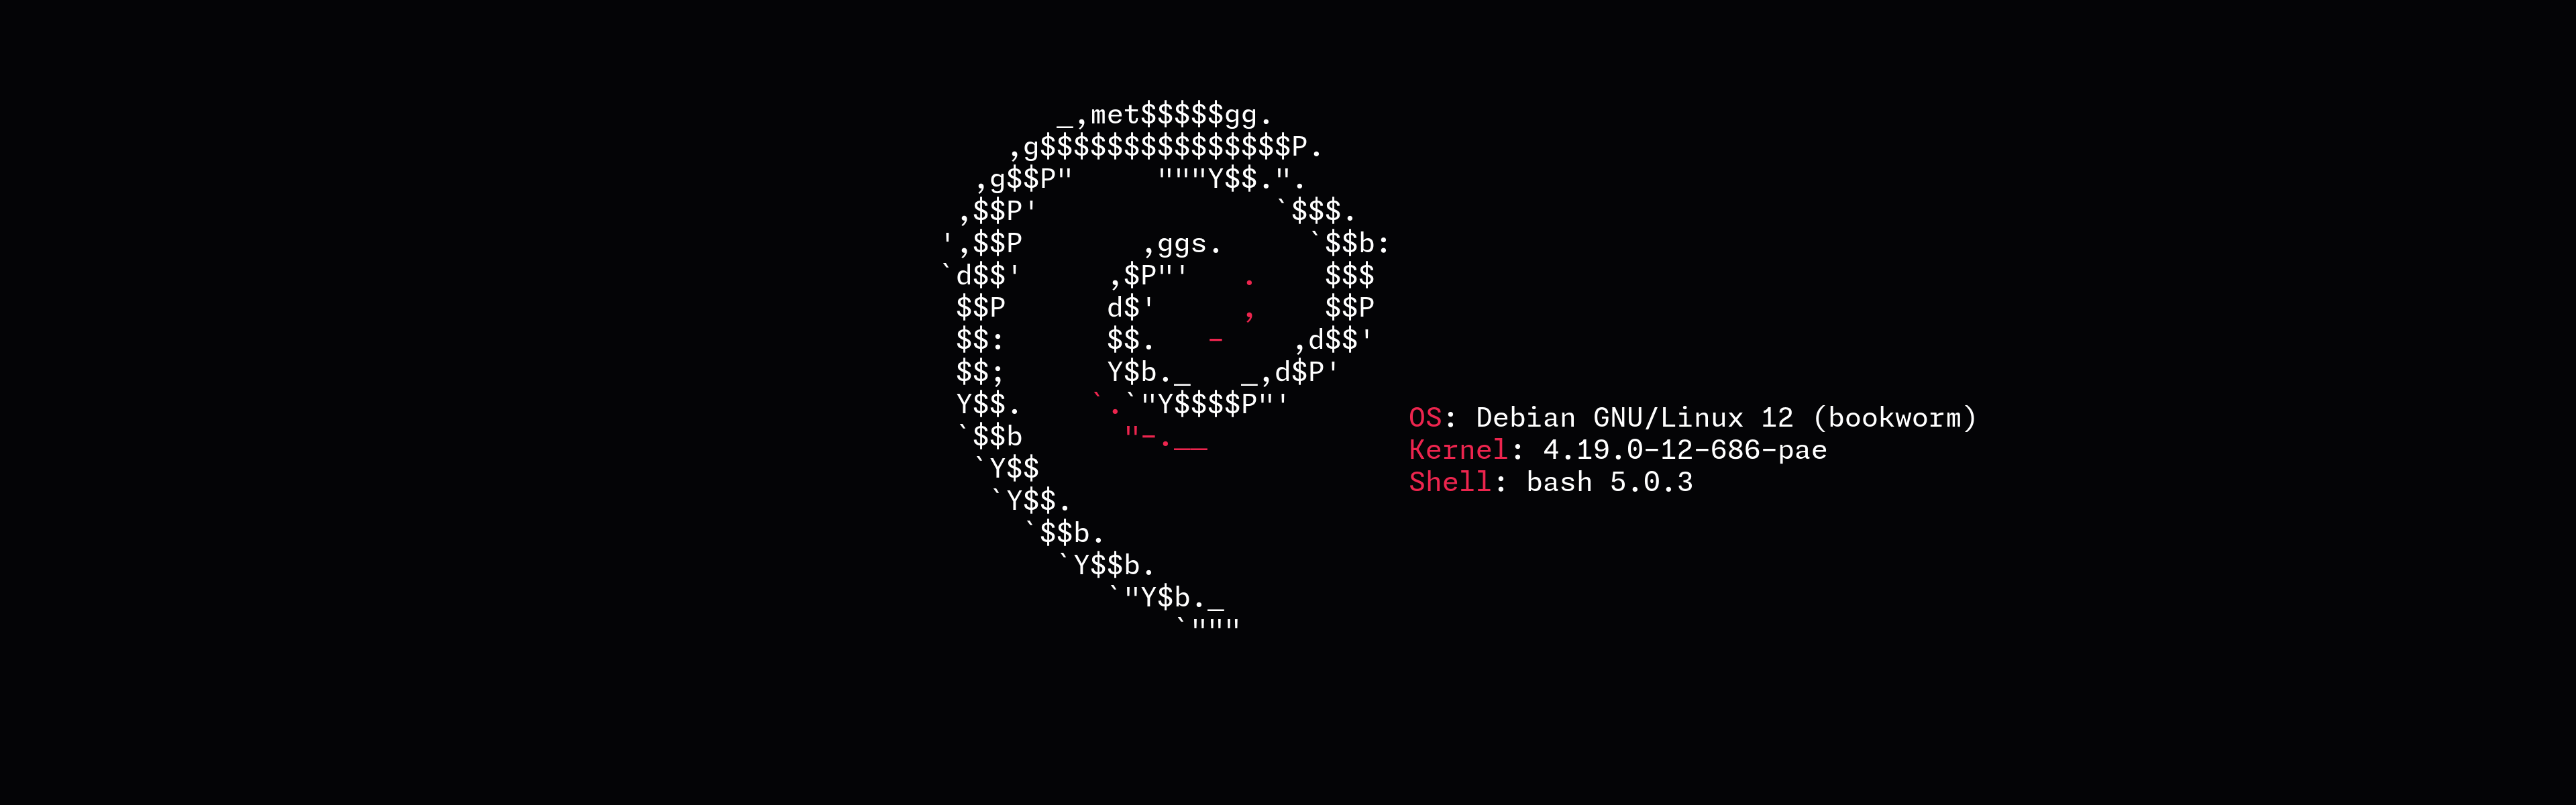 _,met$$$$$gg.
,g$$$$$$$$$$$$$$$P.
,g$$P"     """Y$$.".
,$$P'              `$$$.
',$$P       ,ggs.     `$$b:
`d$$'     ,$P"'   .    $$$
$$P      d$'     ,    $$P
$$:      $$.   -    ,d$$'
$$;      Y$b._   _,d$P'
Y$$.    `.`"Y$$$$P"'
`$$b      "-.__
`Y$$
`Y$$.
`$$b.
`Y$$b.
`"Y$b._
`"""
OS: Debian GNU/Linux 12 (bookworm)
Kernel: 4.19.0-12-686-pae
Shell: bash 5.0.3